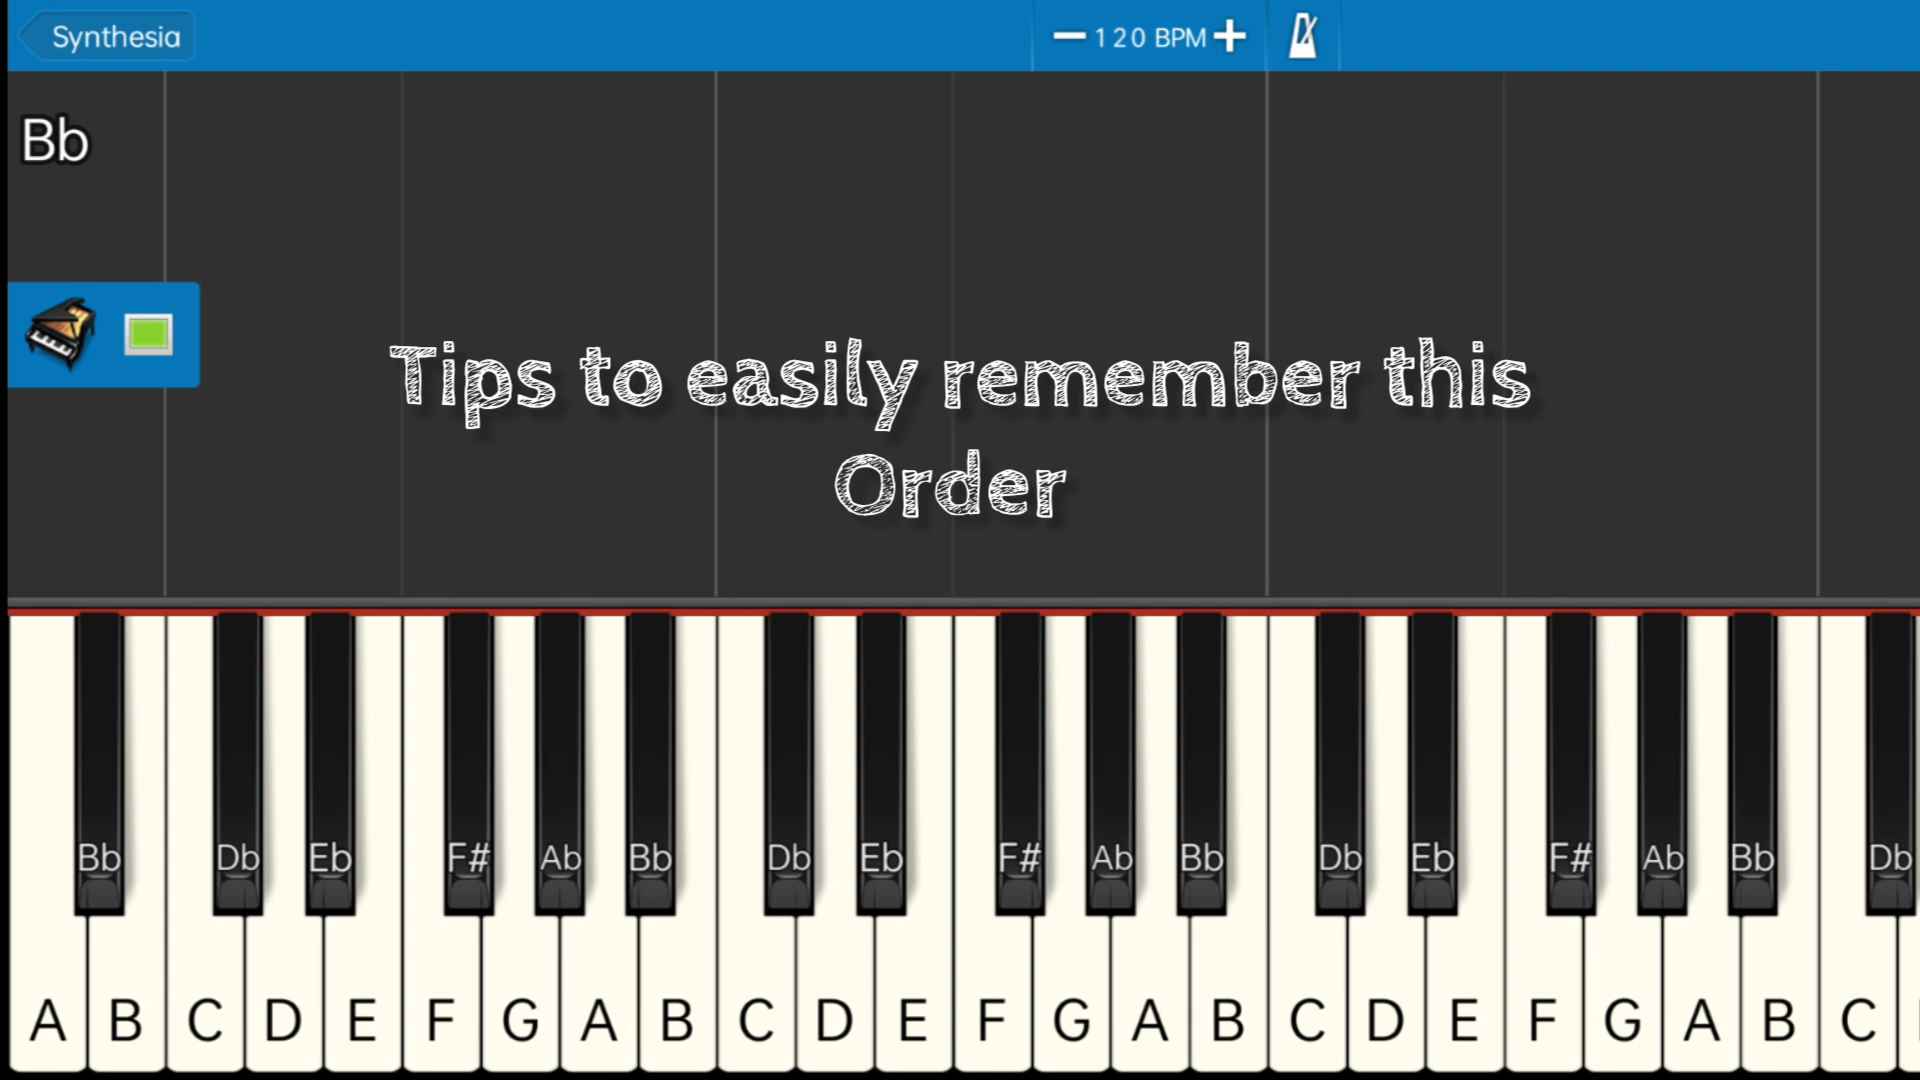 Synthesia
120 BPM
Bb
Tips to easily remember this
Order
Bb Db Eb F# Ab Bb Db Eb F# Ab Bb Db Eb F# Ab Bb Db
A B C D E F G A B C D E F G A B C D E F G A B C